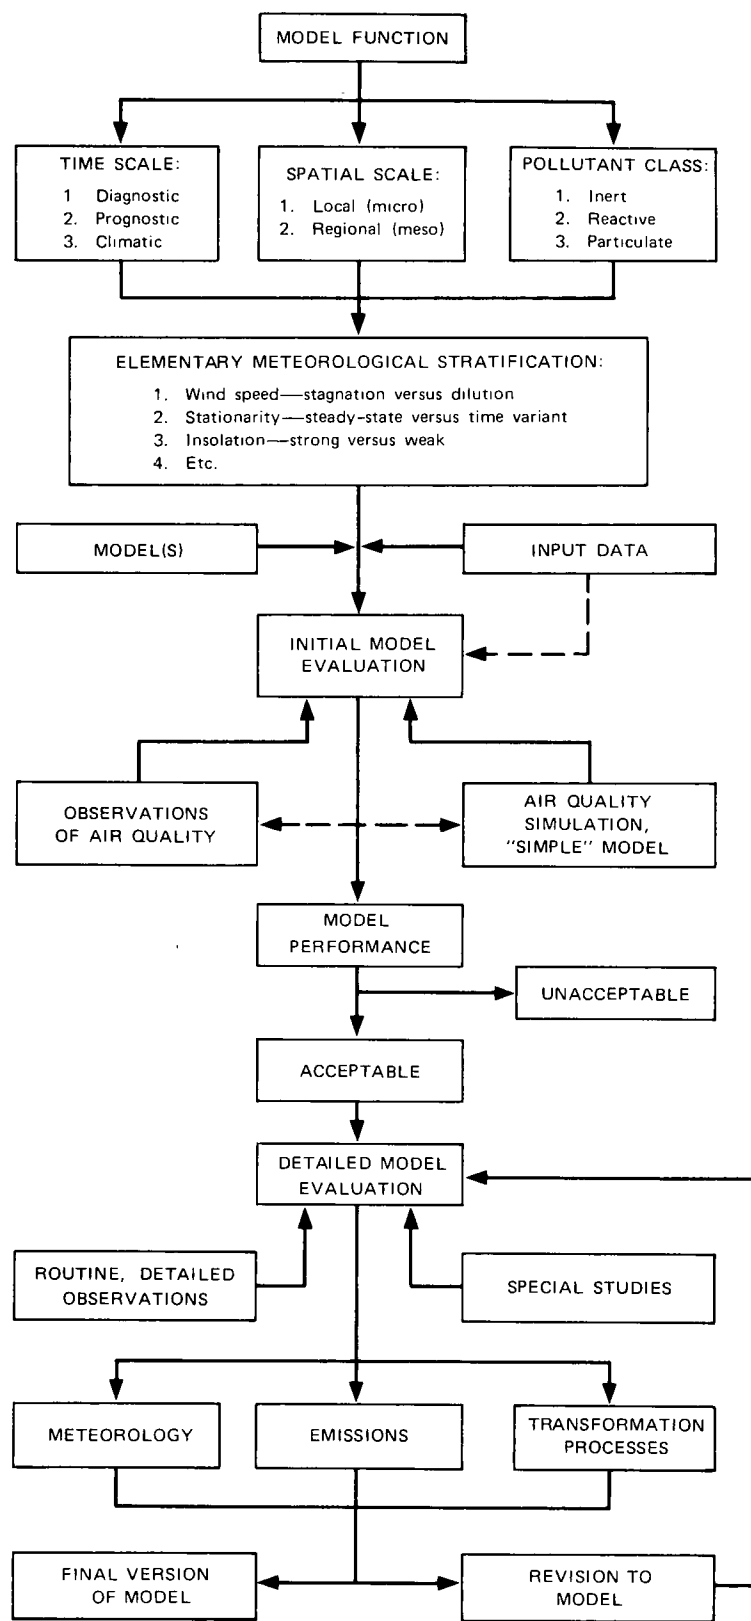 MODEL FUNCTION
TIME SCALE:
1 Diagnostic
2. Prognostic
3. Climatic
SPATIAL SCALE:
1. Local (micro)
2. Regional (meso)
POLLUTANT CLASS:
1. Inert
2. Reactive
3. Particulate
ELEMENTARY METEOROLOGICAL STRATIFICATION:
1. Wind speed—stagnation versus dilution
2. Stationarity—steady-state versus time variant
3. Insolation—strong versus weak
4. Etc.
MODEL(S)
INPUT DATA
INITIAL MODEL
EVALUATION
OBSERVATIONS
OF AIR QUALITY
AIR QUALITY
SIMULATION,
"SIMPLE" MODEL
MODEL
PERFORMANCE
UNACCEPTABLE
ACCEPTABLE
DETAILED MODEL
EVALUATION
ROUTINE, DETAILED
OBSERVATIONS
SPECIAL STUDIES
METEOROLOGY
EMISSIONS
TRANSFORMATION
PROCESSES
FINAL VERSION
OF MODEL
REVISION TO
MODEL